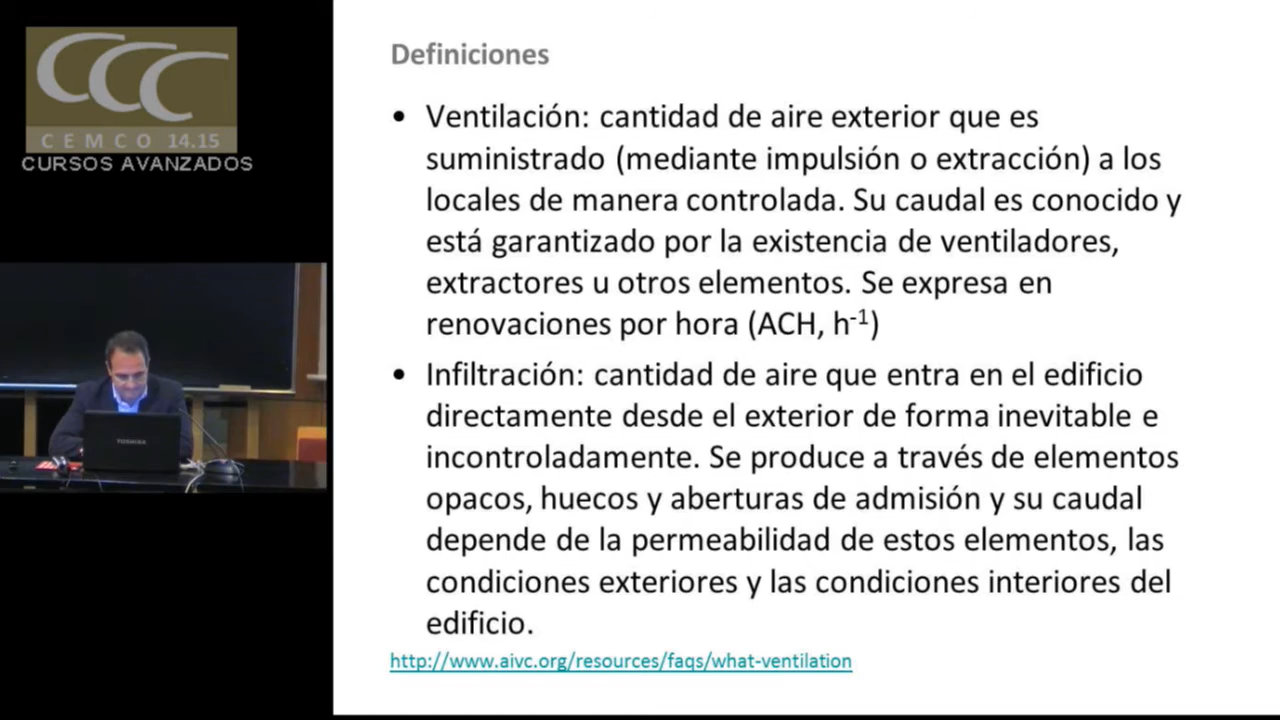 CCC
CEMCO 14.15
CURSOS AVANZADOS
TOSHIBA
Definiciones
• Ventilación: cantidad de aire exterior que es
suministrado (mediante impulsión o extracción) a los
locales de manera controlada. Su caudal es conocido y
está garantizado por la existencia de ventiladores,
extractores u otros elementos. Se expresa en
renovaciones por hora (ACH, h-1)
• Infiltración: cantidad de aire que entra en el edificio
directamente desde el exterior de forma inevitable e
incontroladamente. Se produce a través de elementos
opacos, huecos y aberturas de admisión y su caudal
depende de la permeabilidad de estos elementos, las
condiciones exteriores y las condiciones interiores del
edificio.
http://www.aivc.org/resources/faqs/what-ventilation